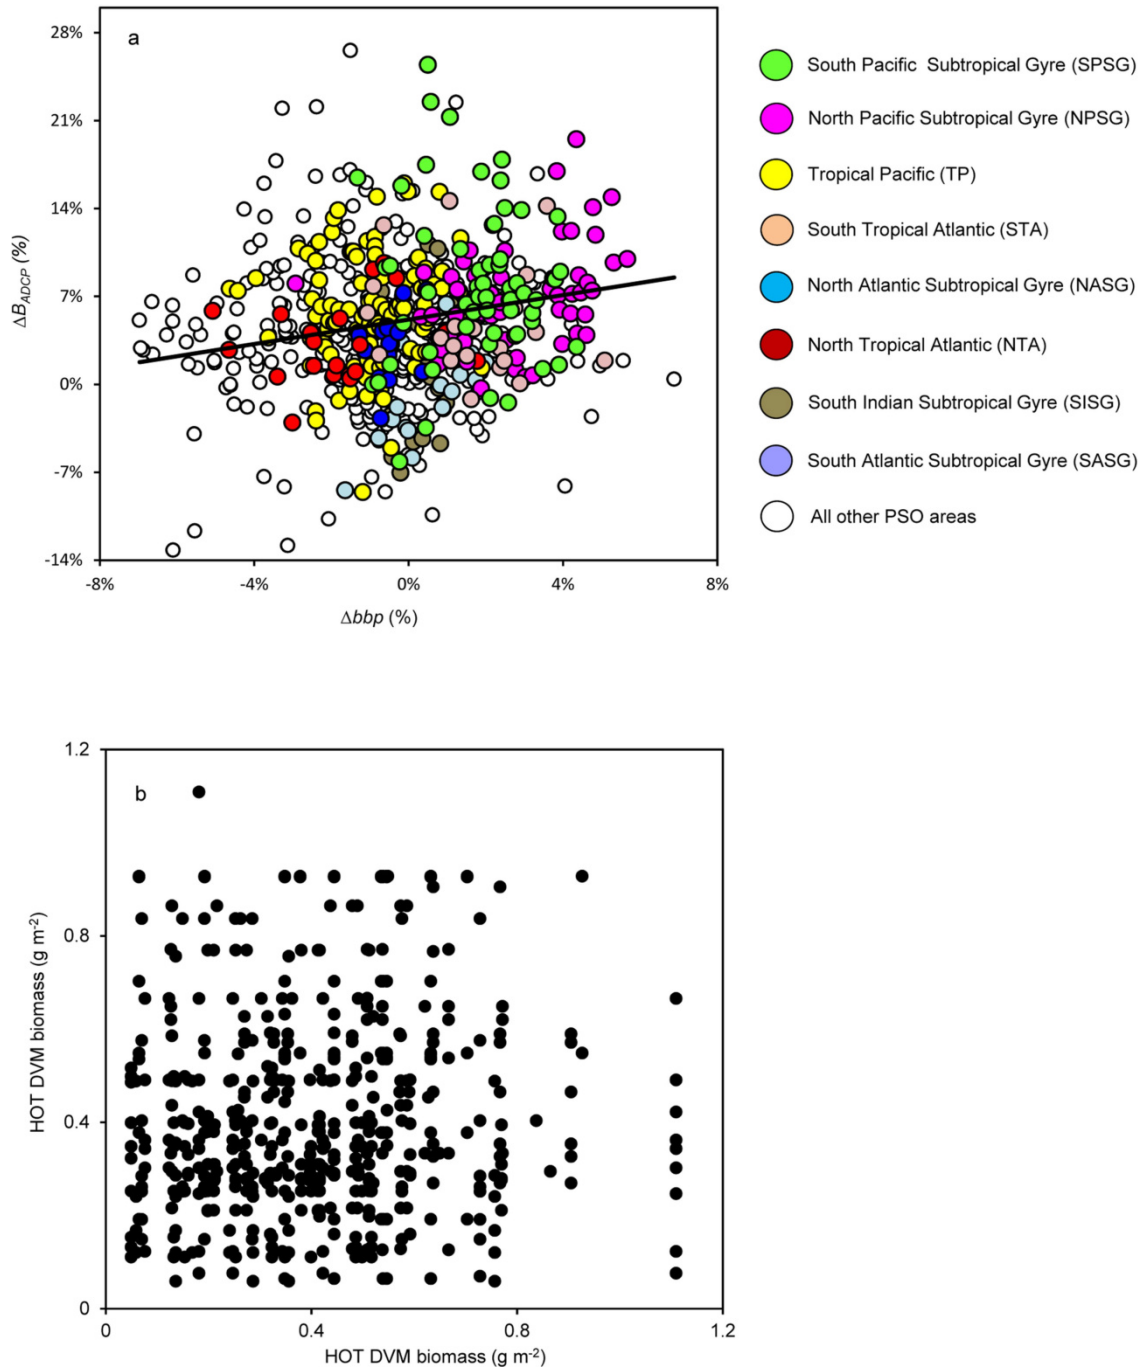 28%
a
21%
14%
7%
0%
-7%
-14%
ΔB_ADCP (%)
-8% -4% 0% 4% 8%
Δbbp (%)
South Pacific Subtropical Gyre (SPSG)
North Pacific Subtropical Gyre (NPSG)
Tropical Pacific (TP)
South Tropical Atlantic (STA)
North Atlantic Subtropical Gyre (NASG)
North Tropical Atlantic (NTA)
South Indian Subtropical Gyre (SISG)
South Atlantic Subtropical Gyre (SASG)
All other PSO areas
1.2
b
0.8
0.4
0
HOT DVM biomass (g m⁻²)
0 0.4 0.8 1.2
HOT DVM biomass (g m⁻²)